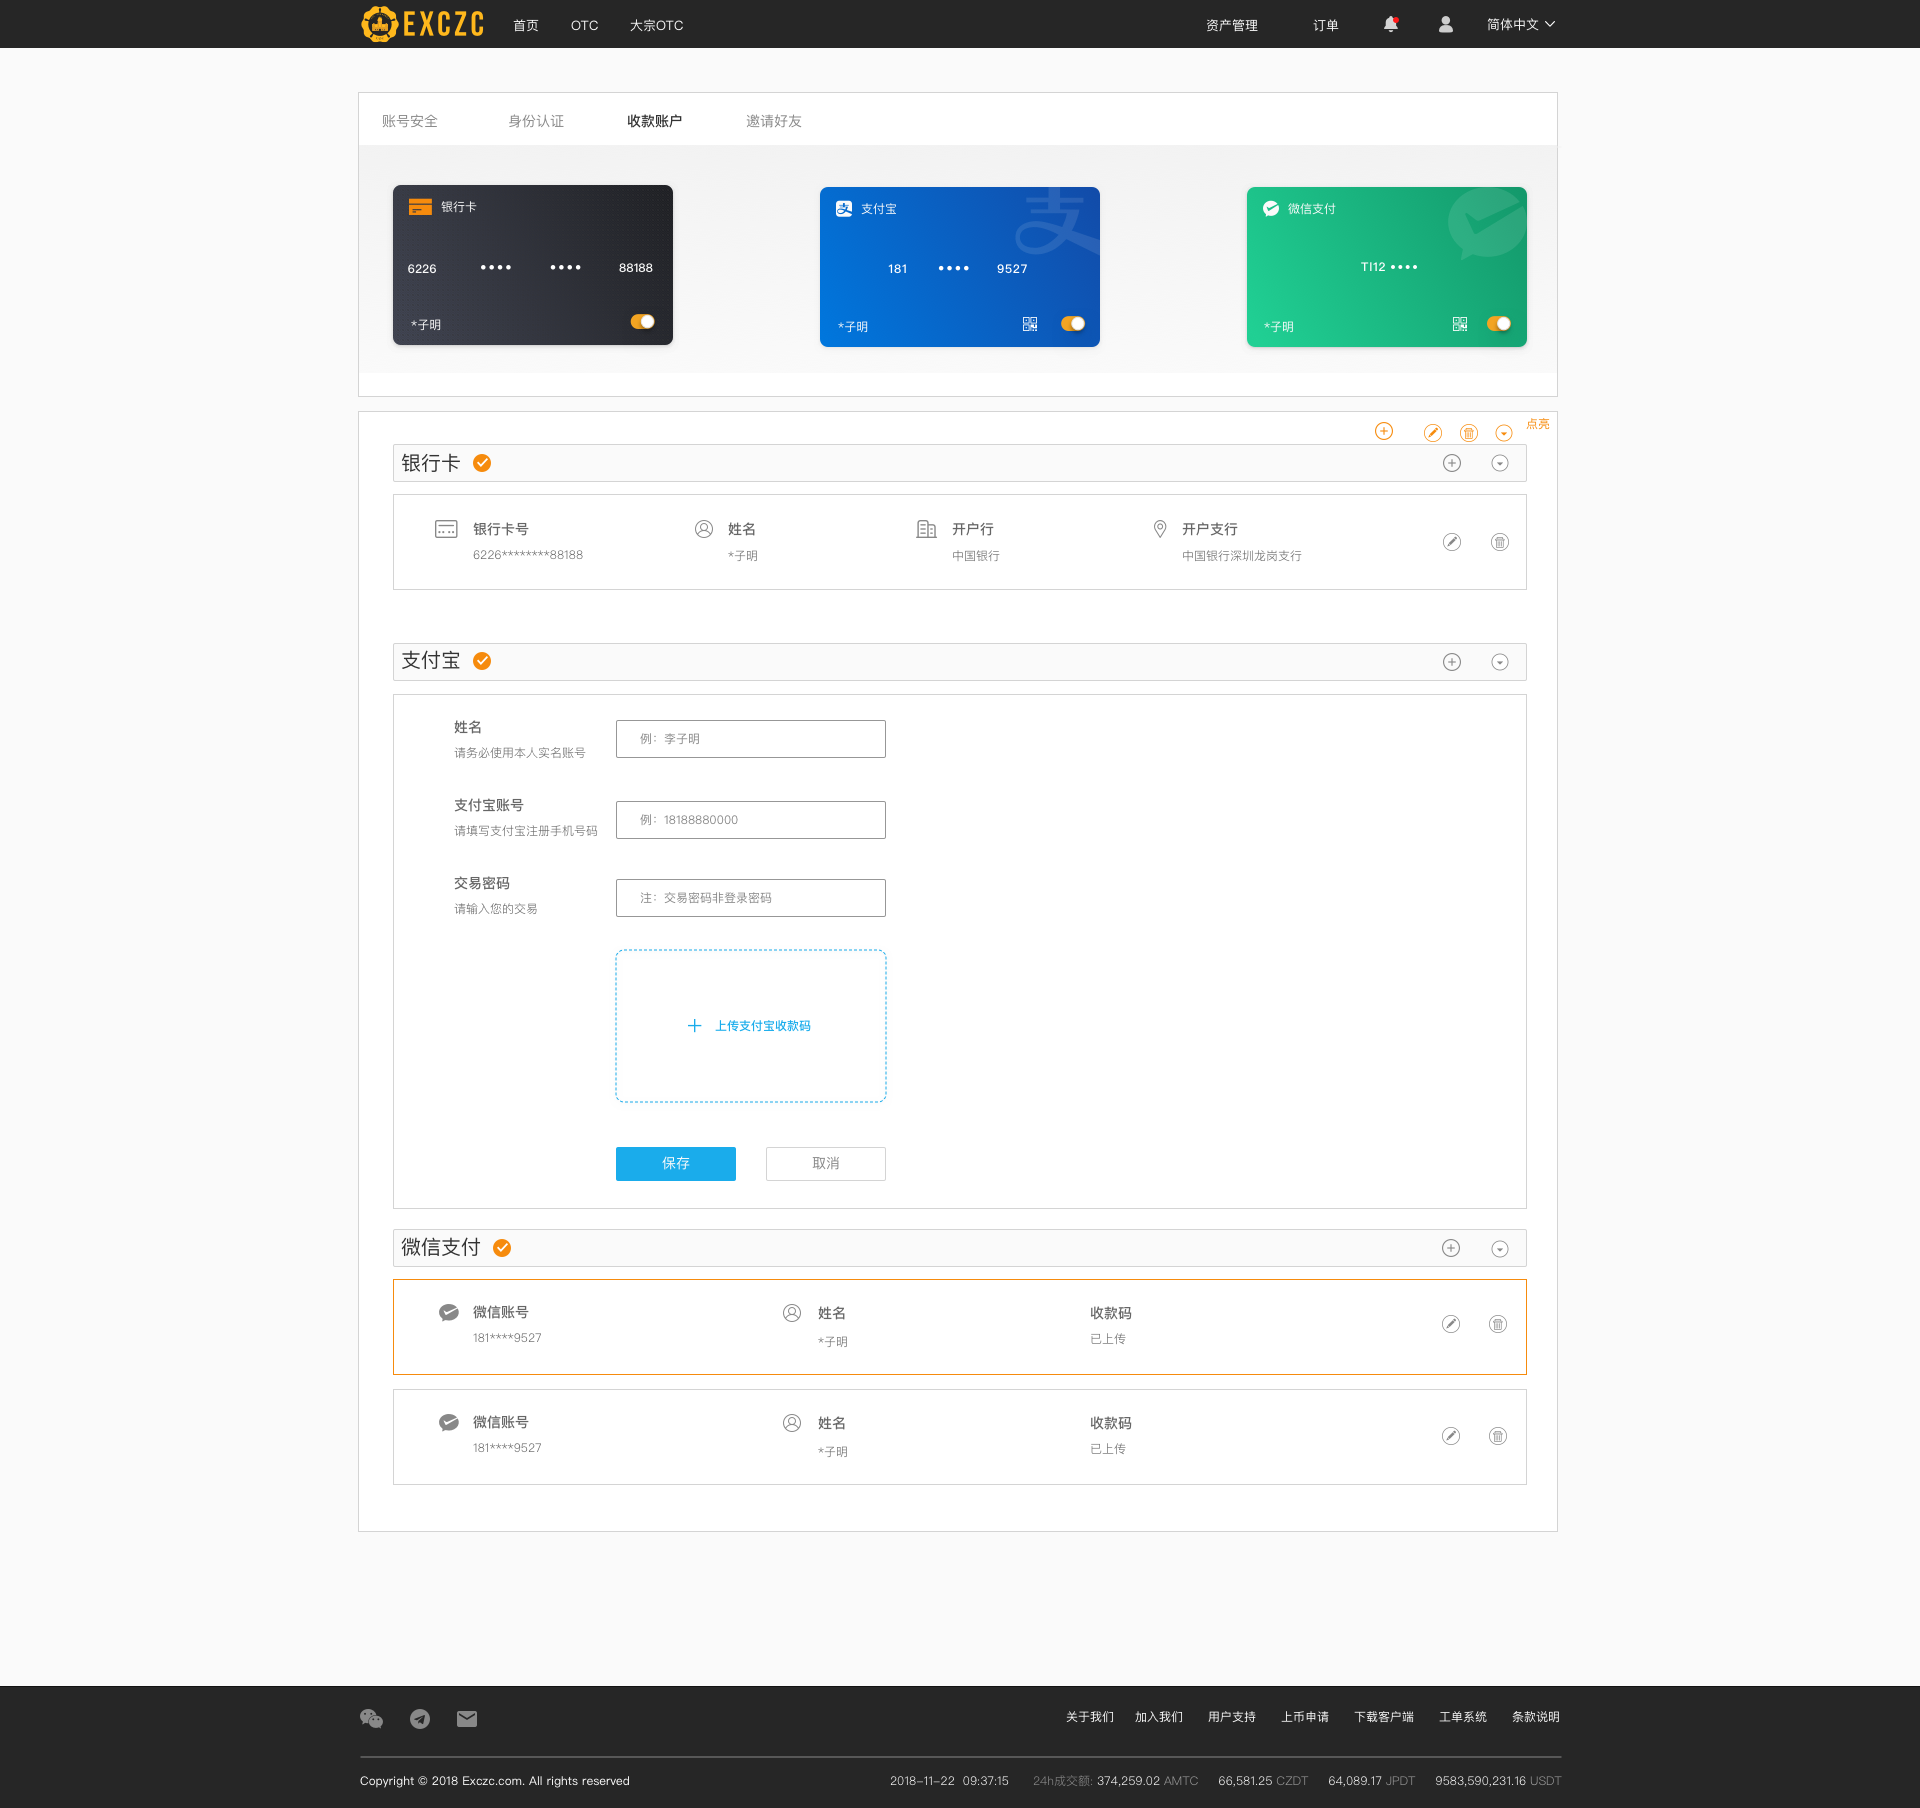 EXCZC 首页 OTC 大宗OTC 资产管理 订单 简体中文
账号安全 身份认证 收款账户 邀请好友
银行卡
6226 •••• •••• 88188
*子明
支付宝
支
181 •••• 9527
*子明
微信支付
TI12 ••••
*子明
点亮
银行卡
银行卡号 姓名 开户行 开户支行
6226********88188 *子明 中国银行 中国银行深圳龙岗支行
支付宝
姓名
请务必使用本人实名账号
例：李子明
支付宝账号
请填写支付宝注册手机号码
例：18188880000
交易密码
请输入您的交易
注：交易密码非登录密码
上传支付宝收款码
保存 取消
微信支付
微信账号 姓名 收款码
181****9527 *子明 已上传
微信账号 姓名 收款码
181****9527 *子明 已上传
关于我们 加入我们 用户支持 上币申请 下载客户端 工单系统 条款说明
Copyright © 2018 Exczc.com. All rights reserved 2018-11-22 09:37:15 24h成交额: 374,259.02 AMTC 66,581.25 CZDT 64,089.17 JPDT 9583,590,231.16 USDT